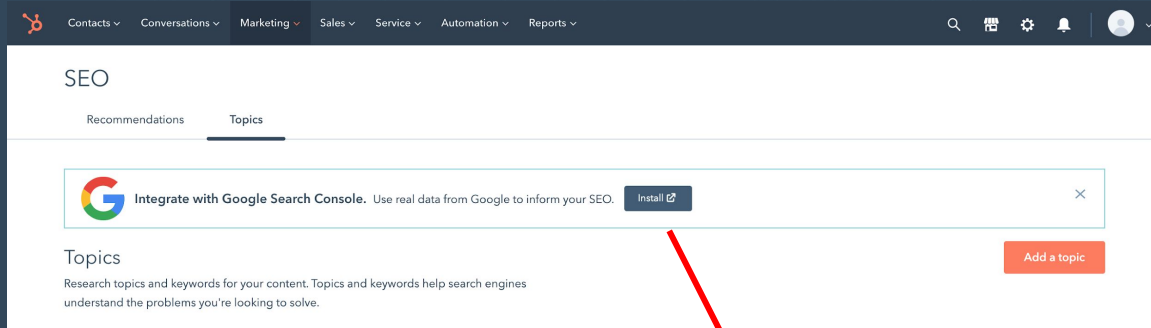 Contacts Conversations Marketing Sales Service Automation Reports
SEO
Recommendations Topics
Integrate with Google Search Console. Use real data from Google to inform your SEO. Install
Topics
Add a topic
Research topics and keywords for your content. Topics and keywords help search engines
understand the problems you're looking to solve.